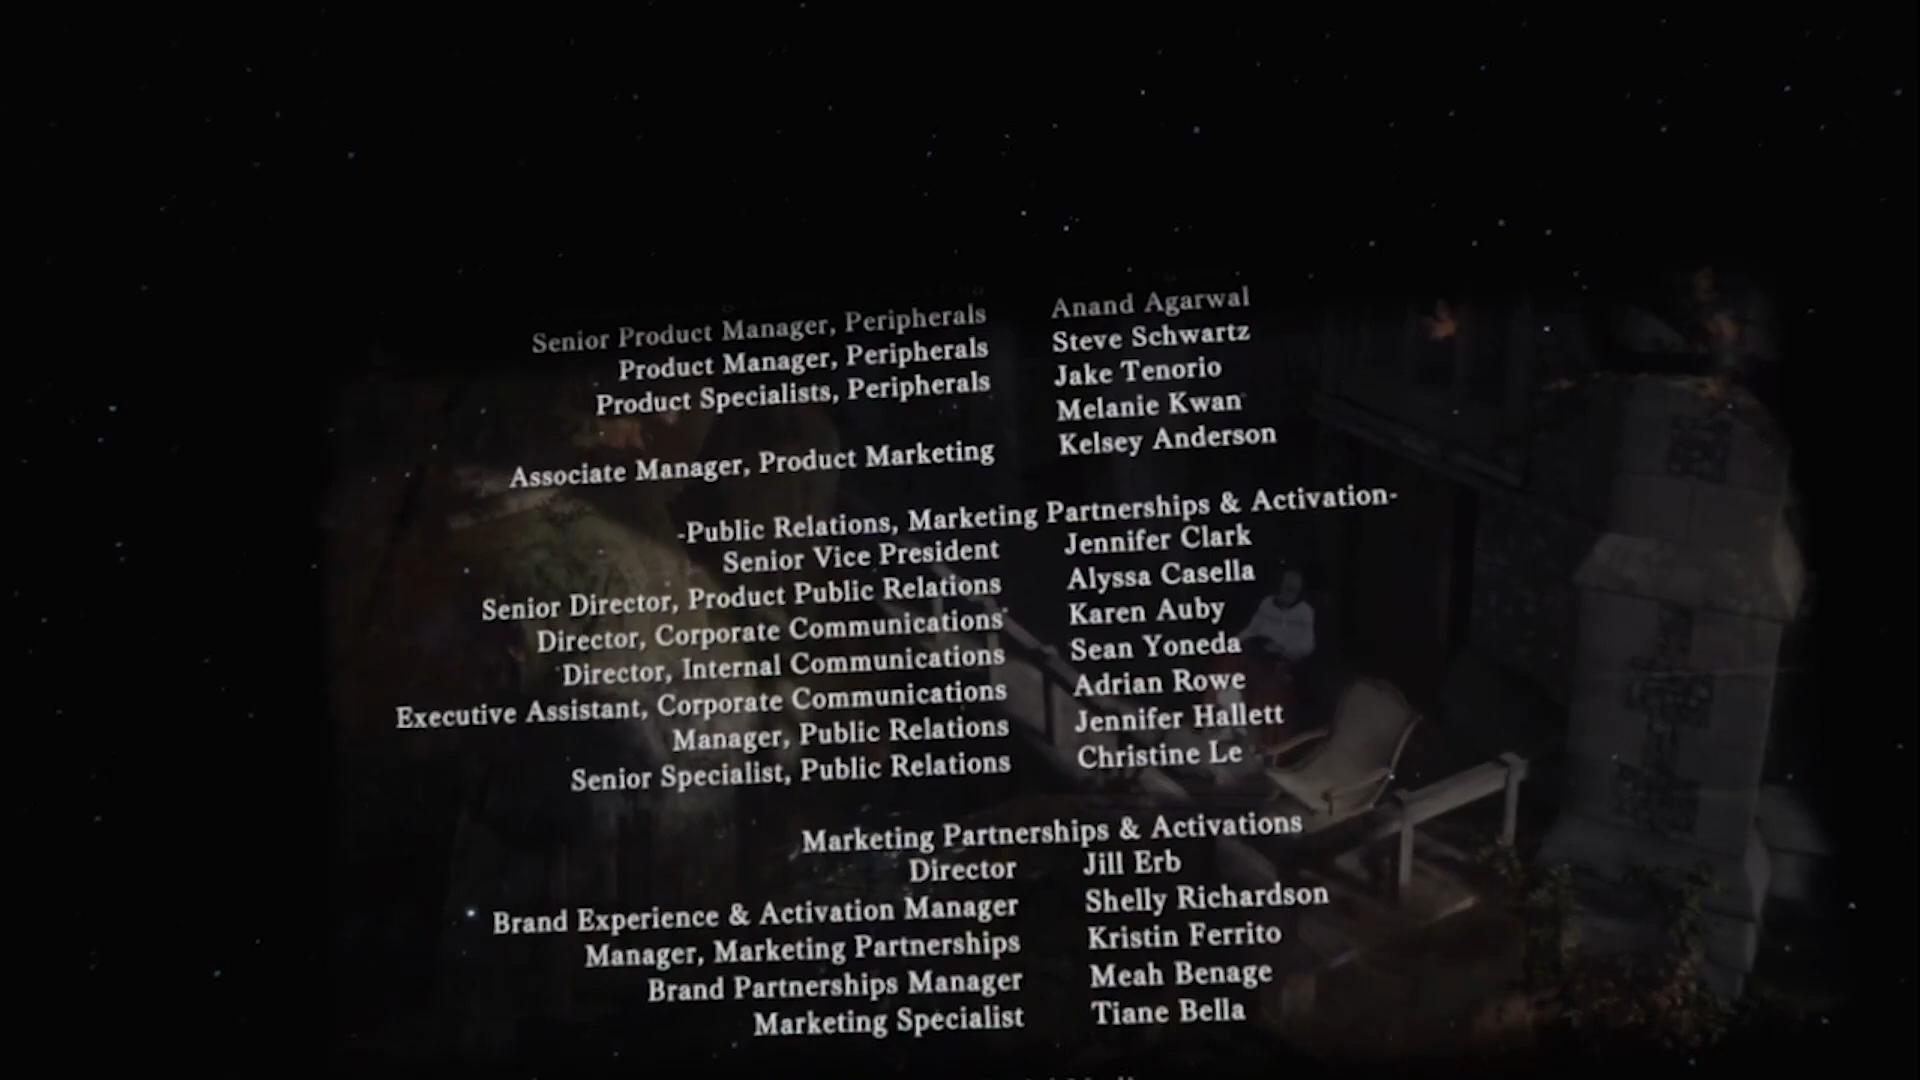 Senior Product Manager, Peripherals Anand Agarwal
Product Manager, Peripherals Steve Schwartz
Product Specialists, Peripherals Jake Tenorio
Melanie Kwan
Associate Manager, Product Marketing Kelsey Anderson
-Public Relations, Marketing Partnerships & Activation-
Senior Vice President Jennifer Clark
Senior Director, Product Public Relations Alyssa Casella
Director, Corporate Communications Karen Auby
Director, Internal Communications Sean Yoneda
Executive Assistant, Corporate Communications Adrian Rowe
Manager, Public Relations Jennifer Hallett
Senior Specialist, Public Relations Christine Le
Marketing Partnerships & Activations
Director Jill Erb
Brand Experience & Activation Manager Shelly Richardson
Manager, Marketing Partnerships Kristin Ferrito
Brand Partnerships Manager Meah Benage
Marketing Specialist Tiane Bella